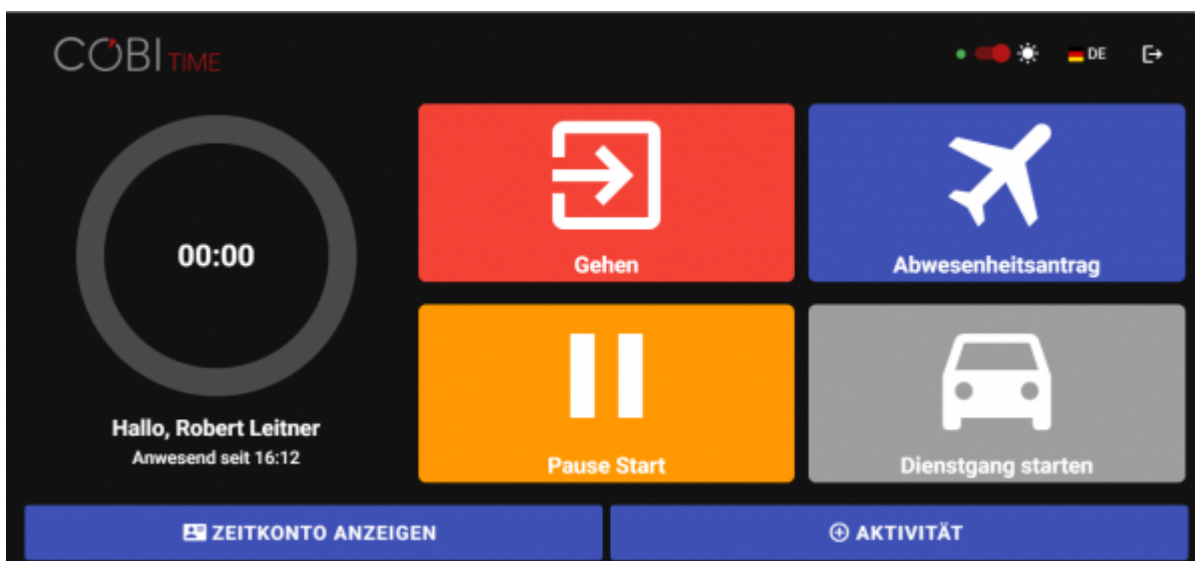 COBI TIME
DE
00:00
Hallo, Robert Leitner
Anwesend seit 16:12
Gehen
Abwesenheitsantrag
Pause Start
Dienstgang starten
ZEITKONTO ANZEIGEN
AKTIVITÄT